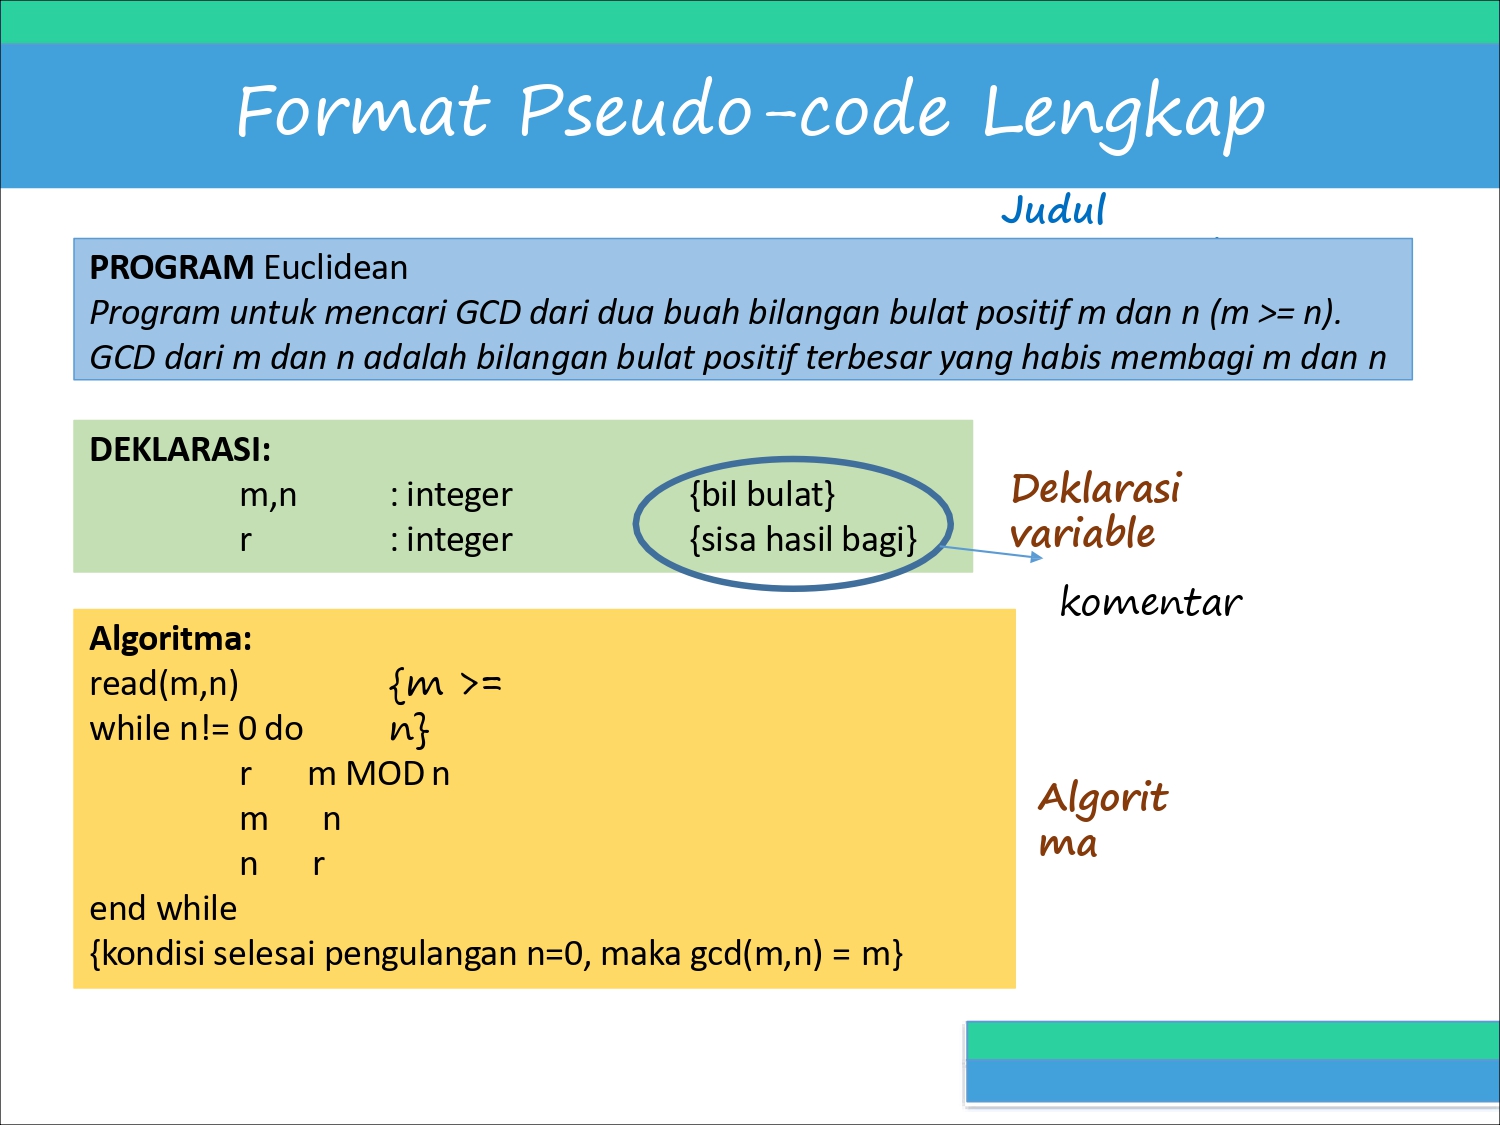 Format Pseudo-code Lengkap
Judul
PROGRAM Euclidean
Program untuk mencari GCD dari dua buah bilangan bulat positif m dan n (m >= n).
GCD dari m dan n adalah bilangan bulat positif terbesar yang habis membagi m dan n
DEKLARASI:
m,n : integer {bil bulat}
r : integer {sisa hasil bagi}
Deklarasi
variable
komentar
Algoritma:
read(m,n) {m >=
while n!= 0 do n}
r m MOD n
m n
n r
end while
{kondisi selesai pengulangan n=0, maka gcd(m,n) = m}
Algorit
ma